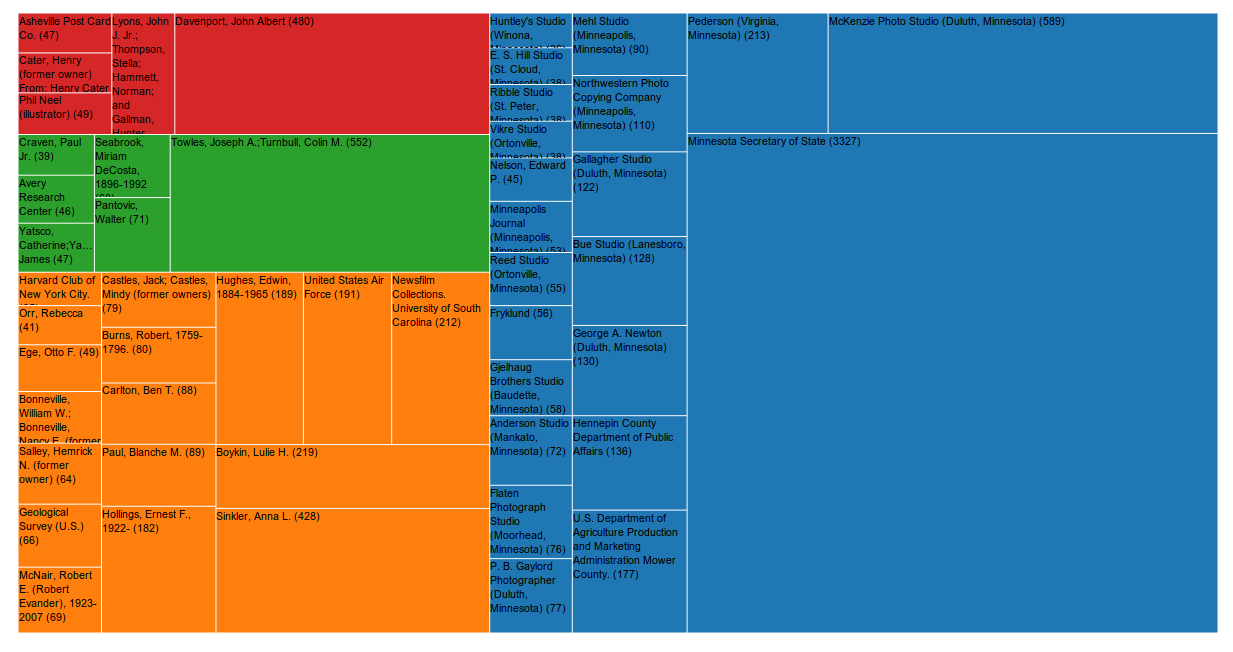 Asheville Post Card
Co. (47)
Cater, Henry
(former owner)
From: Henry Cater
Phil Neel
(illustrator) (49)
Lyons, John
J. Jr.;
Thompson,
Stella;
Hammett,
Norman;
and
Gallman,
Hunter
Davenport, John Albert (480)
Craven, Paul
Jr. (39)
Avery
Research
Center (46)
Yatsco,
Catherine;Ya...
James (47)
Seabrook,
Miriam
DeCosta,
1896-1992
Pantovic,
Walter (71)
Towles, Joseph A.;Turnbull, Colin M. (552)
Harvard Club of
New York City.
Orr, Rebecca
(41)
Ege, Otto F. (49)
Bonneville,
William W.;
Bonneville,
Nancy E. (former
Salley, Hemrick
N. (former
owner) (64)
Geological
Survey (U.S.)
(66)
McNair, Robert
E. (Robert
Evander), 1923-
2007 (69)
Castles, Jack; Castles,
Mindy (former owners)
(79)
Burns, Robert, 1759-
1796. (80)
Carlton, Ben T. (88)
Paul, Blanche M. (89)
Hollings, Ernest F.,
1922- (182)
Hughes, Edwin,
1884-1965 (189)
United States Air
Force (191)
Newsfilm
Collections.
University of South
Carolina (212)
Boykin, Lulie H. (219)
Sinkler, Anna L. (428)
Huntley's Studio
(Winona,
E. S. Hill Studio
(St. Cloud,
Minnesota) (38)
Ribble Studio
(St. Peter,
Minnesota) (38)
Vikre Studio
(Ortonville,
Minnesota) (38)
Nelson, Edward
P. (45)
Minneapolis
Journal
(Minneapolis,
Minnesota) (53)
Reed Studio
(Ortonville,
Minnesota) (55)
Fryklund (56)
Gjelhaug
Brothers Studio
(Baudette,
Minnesota) (58)
Anderson Studio
(Mankato,
Minnesota) (72)
Flaten
Photograph
Studio
(Moorhead,
Minnesota) (76)
P. B. Gaylord
Photographer
(Duluth,
Minnesota) (77)
Mehl Studio
(Minneapolis,
Minnesota) (90)
Northwestern Photo
Copying Company
(Minneapolis,
Minnesota) (110)
Gallagher Studio
(Duluth, Minnesota)
(122)
Bue Studio (Lanesboro,
Minnesota) (128)
George A. Newton
(Duluth, Minnesota)
(130)
Hennepin County
Department of Public
Affairs (136)
U.S. Department of
Agriculture Production
and Marketing
Administration Mower
County. (177)
Pederson (Virginia,
Minnesota) (213)
McKenzie Photo Studio (Duluth, Minnesota) (589)
Minnesota Secretary of State (3327)